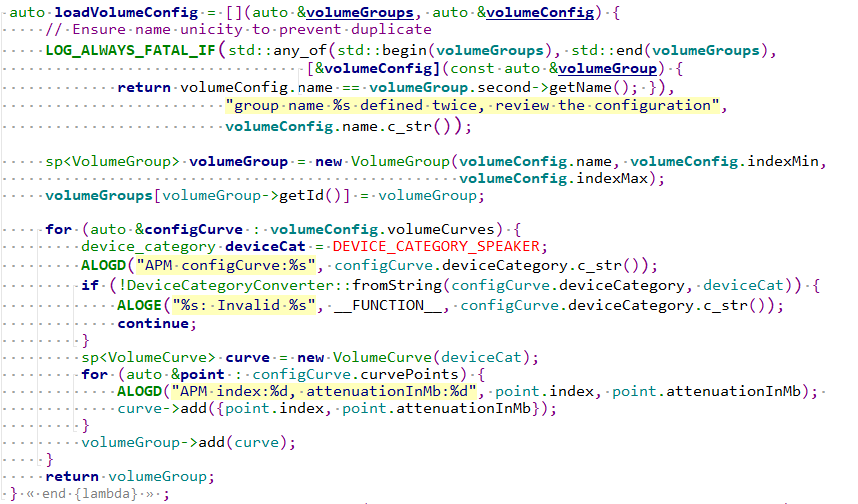 auto loadVolumeConfig = [](auto &volumeGroups, auto &volumeConfig) {
    // Ensure name unicity to prevent duplicate
    LOG_ALWAYS_FATAL_IF(std::any_of(std::begin(volumeGroups), std::end(volumeGroups),
                                 [&volumeConfig](const auto &volumeGroup) {
            return volumeConfig.name == volumeGroup.second->getName(); }),
                        "group name %s defined twice, review the configuration",
                        volumeConfig.name.c_str());

    sp<VolumeGroup> volumeGroup = new VolumeGroup(volumeConfig.name, volumeConfig.indexMin,
                                                  volumeConfig.indexMax);
    volumeGroups[volumeGroup->getId()] = volumeGroup;

    for (auto &configCurve : volumeConfig.volumeCurves) {
        device_category deviceCat = DEVICE_CATEGORY_SPEAKER;
        ALOGD("APM configCurve:%s", configCurve.deviceCategory.c_str());
        if (!DeviceCategoryConverter::fromString(configCurve.deviceCategory, deviceCat)) {
            ALOGE("%s: Invalid %s", __FUNCTION__, configCurve.deviceCategory.c_str());
            continue;
        }
        sp<VolumeCurve> curve = new VolumeCurve(deviceCat);
        for (auto &point : configCurve.curvePoints) {
            ALOGD("APM index:%d, attenuationInMb:%d", point.index, point.attenuationInMb);
            curve->add({point.index, point.attenuationInMb});
        }
        volumeGroup->add(curve);
    }
    return volumeGroup;
} « end {lambda} » ;